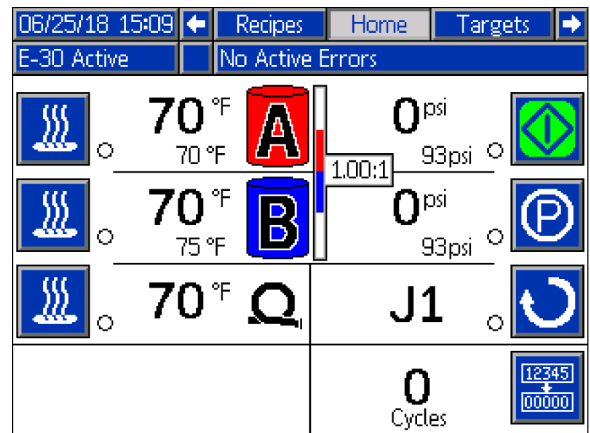 06/25/18 15:09 Recipes Home Targets
E-30 Active No Active Errors
70 °F A 0 psi
70 °F 93psi
1.00:1
70 °F B 0 psi
75 °F 93psi
P
70 °F J1
0
Cycles
12345
00000